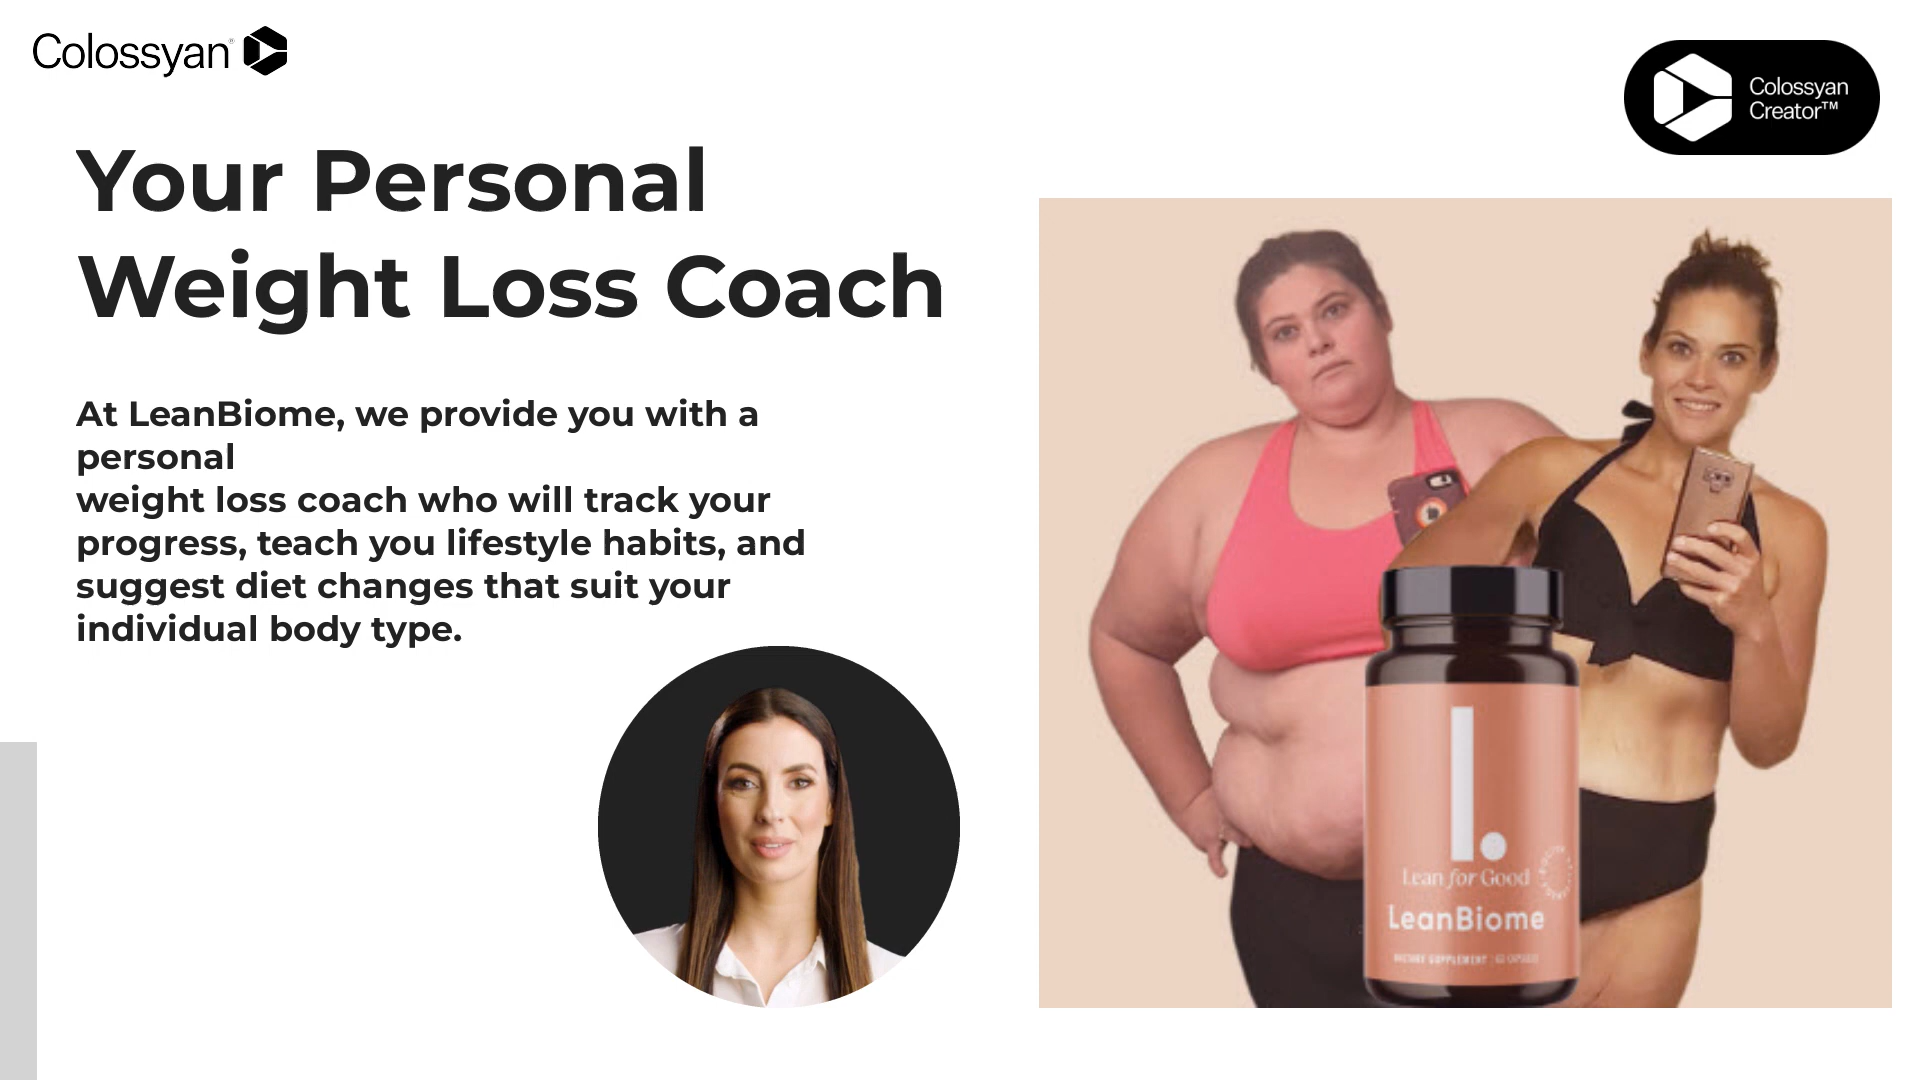 Colossyan
Colossyan
Creator™
Your Personal
Weight Loss Coach
At LeanBiome, we provide you with a
personal
weight loss coach who will track your
progress, teach you lifestyle habits, and
suggest diet changes that suit your
individual body type.
l.
Lean for Good
LeanBiome
DIETARY SUPPLEMENT